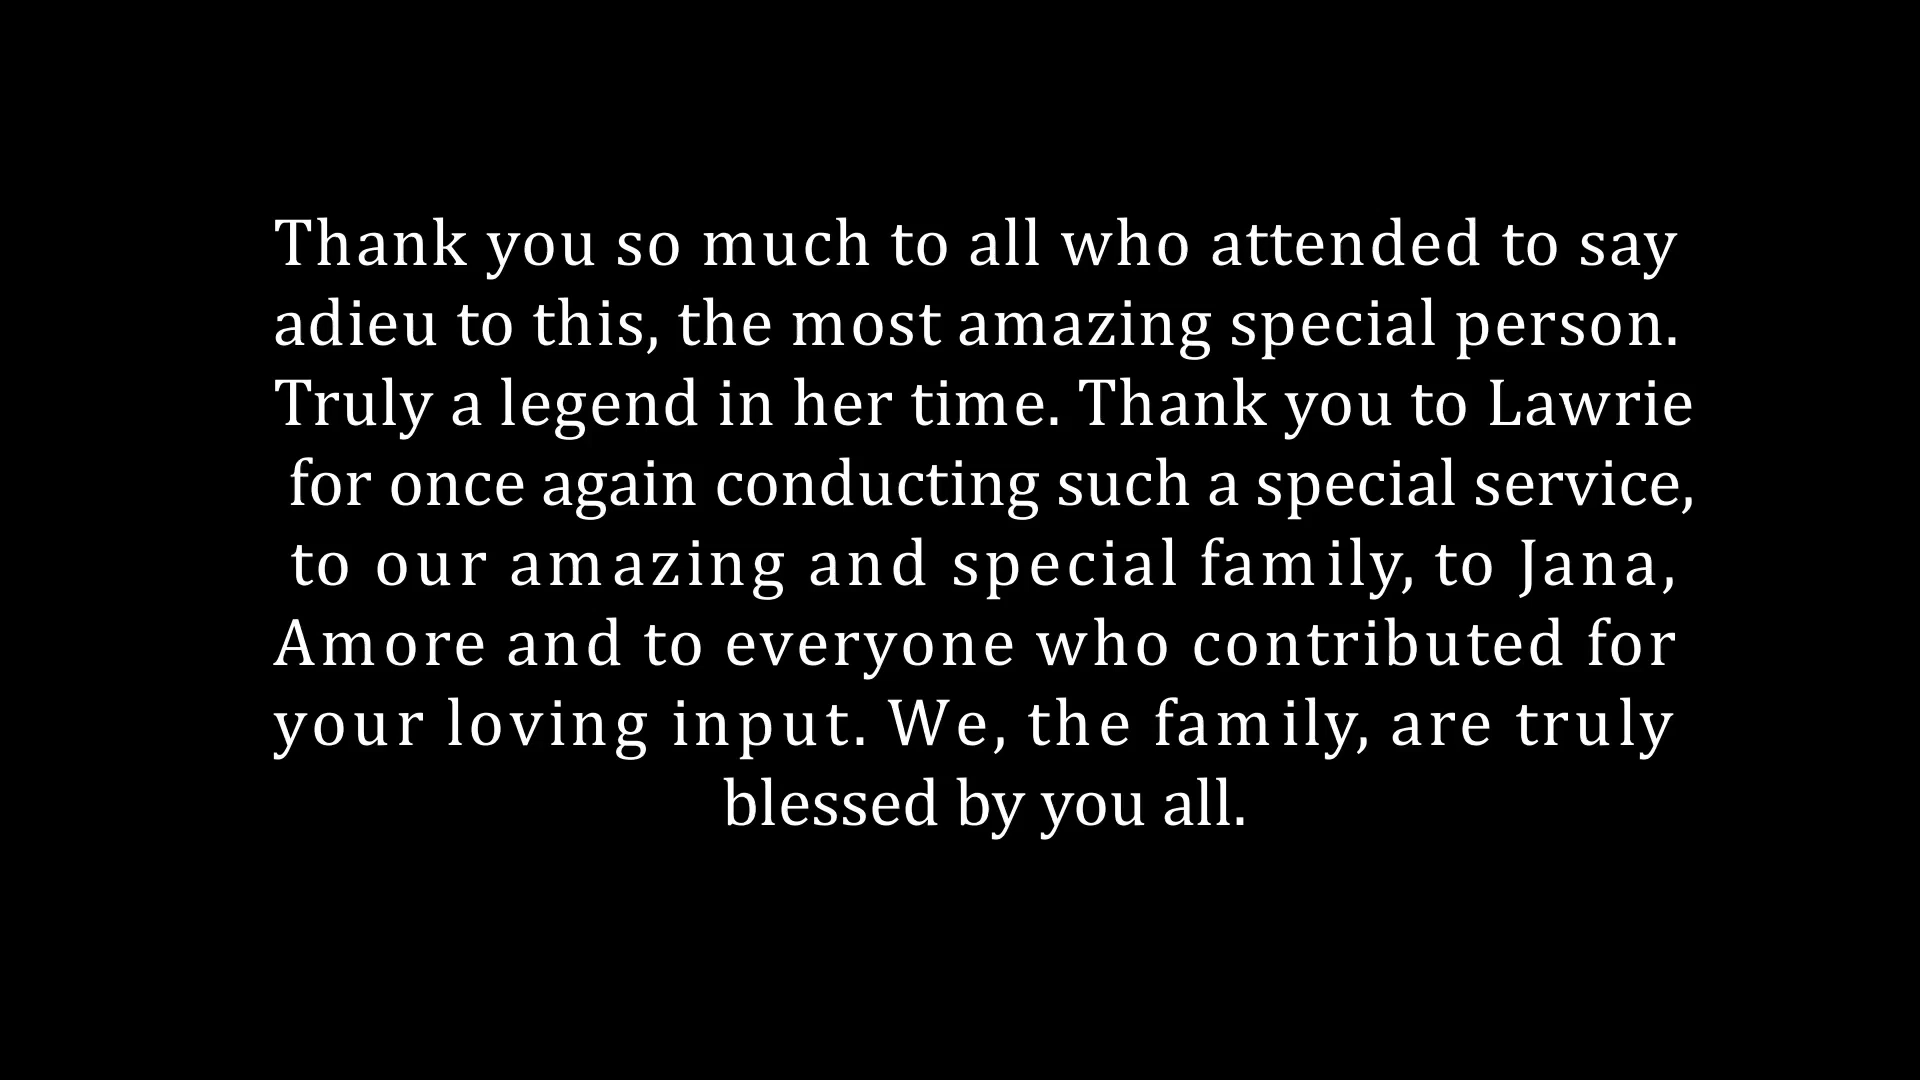 Thank you so much to all who attended to say
adieu to this, the most amazing special person.
Truly a legend in her time. Thank you to Lawrie
for once again conducting such a special service,
to our amazing and special family, to Jana,
Amore and to everyone who contributed for
your loving input. We, the family, are truly
blessed by you all.